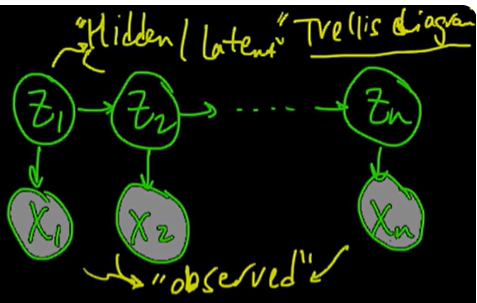 "Hidden / latent" Trellis diagram
Z1 Z2 Zn
X1 X2 Xn
"observed"